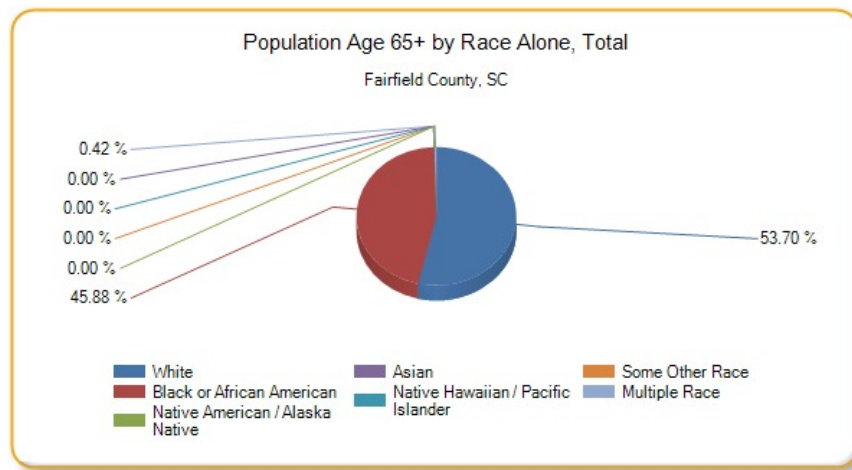 Population Age 65+ by Race Alone, Total
Fairfield County, SC
0.42 %
0.00 %
0.00 %
0.00 %
0.00 %
45.88 %
53.70 %
White
Black or African American
Native American / Alaska
Native
Asian
Native Hawaiian / Pacific
Islander
Some Other Race
Multiple Race